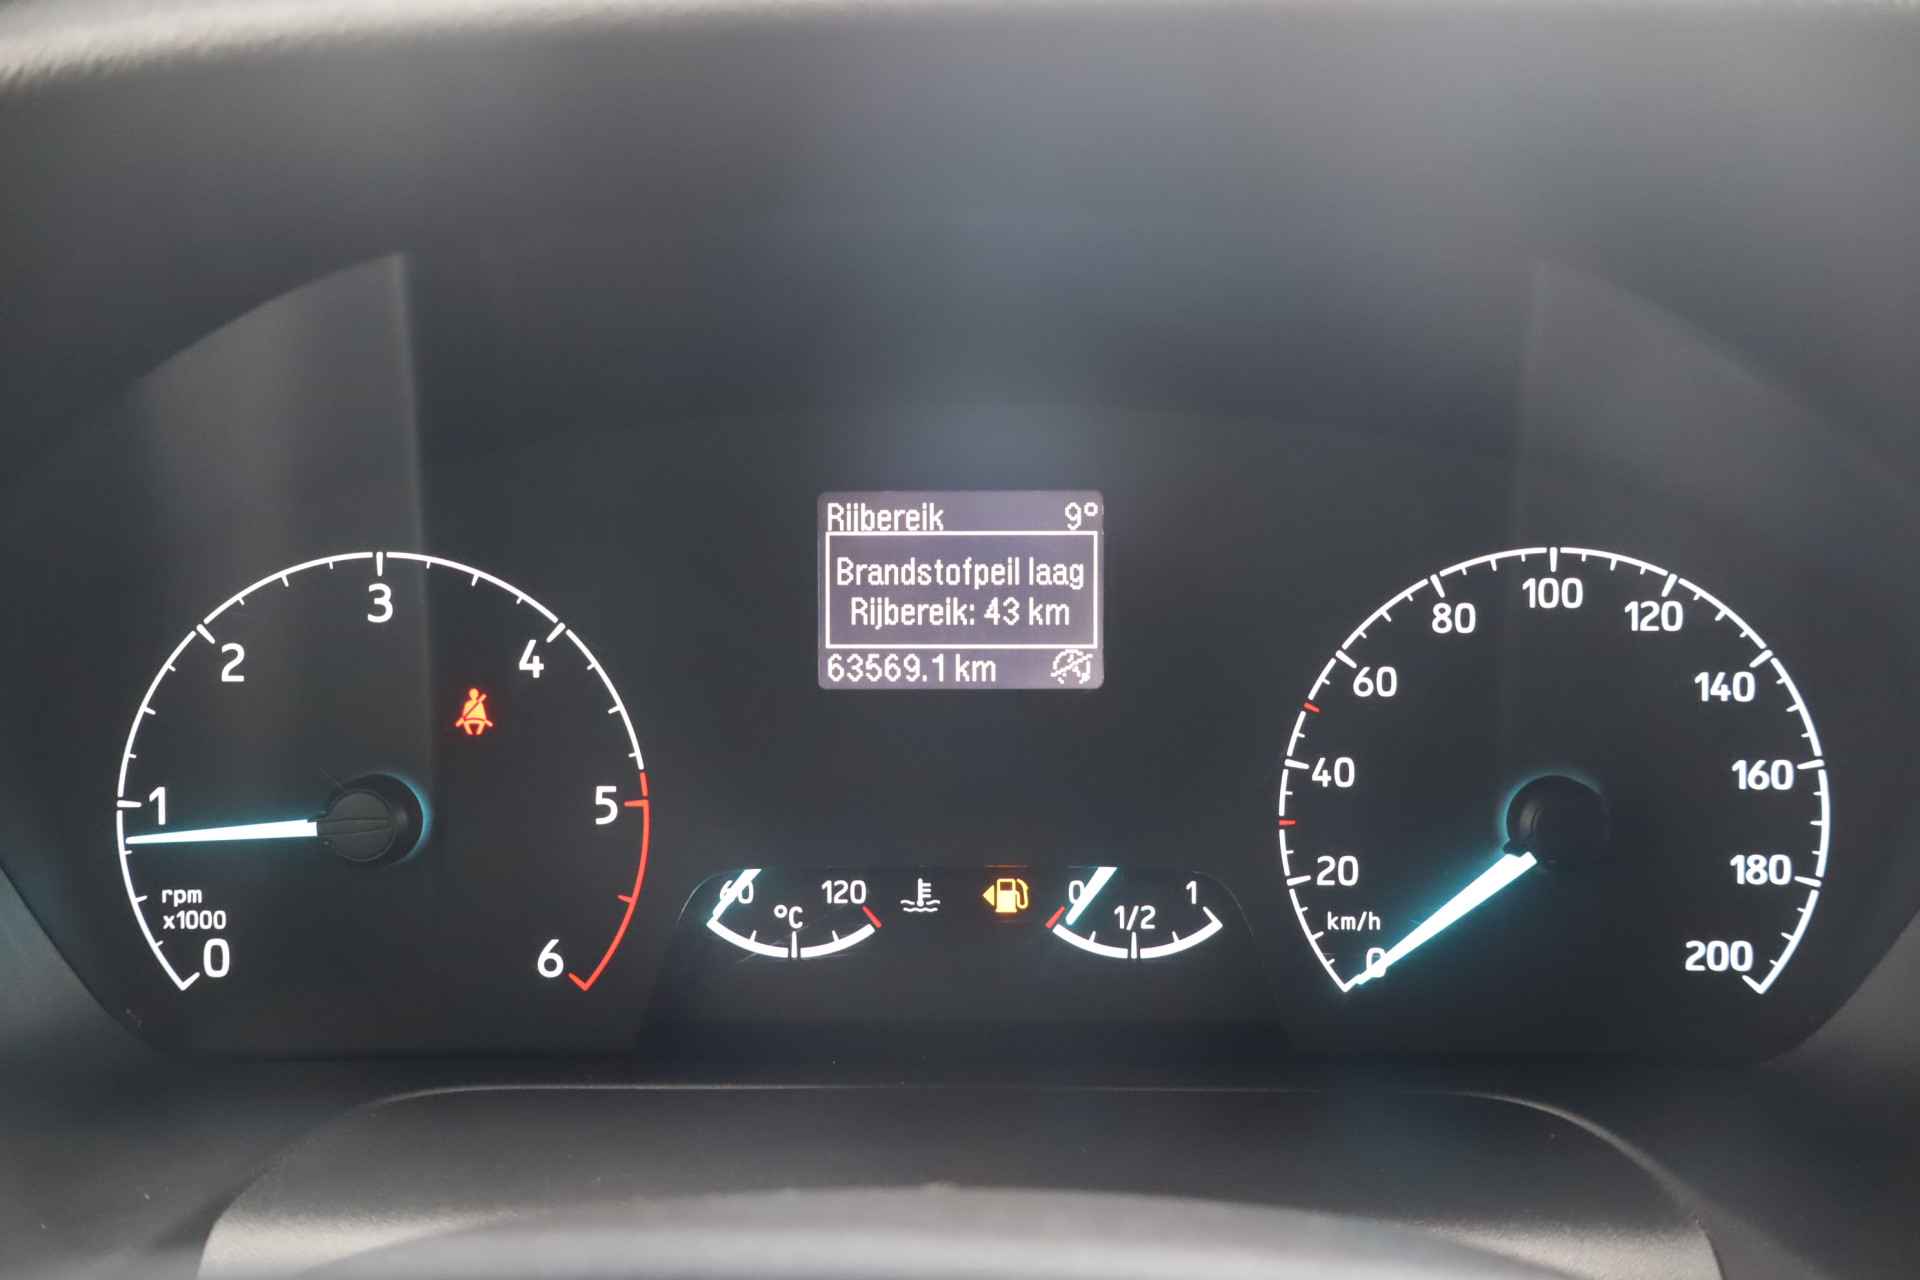 Rijbereik 9°
Brandstofpeil laag
Rijbereik: 43 km
63569.1 km
0 1 2 3 4 5 6
rpm
x1000
60 120
°C
0 1/2 1
0 20 40 60 80 100 120 140 160 180 200
km/h